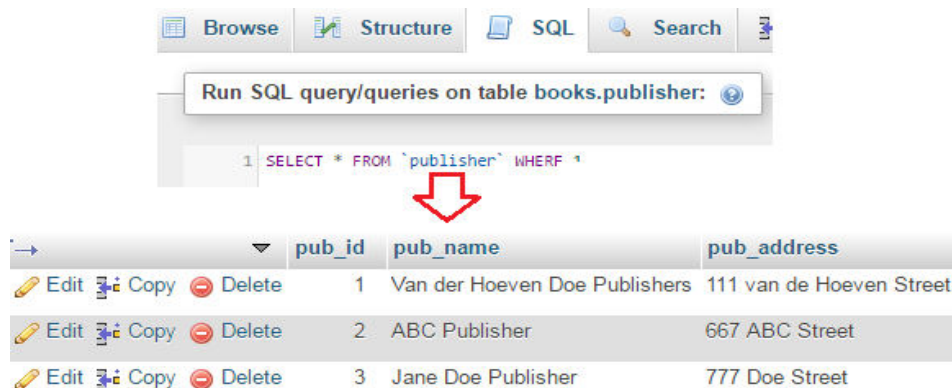 Browse Structure SQL Search
Run SQL query/queries on table books.publisher:
1 SELECT * FROM `publisher` WHERE 1
pub_id pub_name pub_address
Edit Copy Delete 1 Van der Hoeven Doe Publishers 111 van de Hoeven Street
Edit Copy Delete 2 ABC Publisher 667 ABC Street
Edit Copy Delete 3 Jane Doe Publisher 777 Doe Street